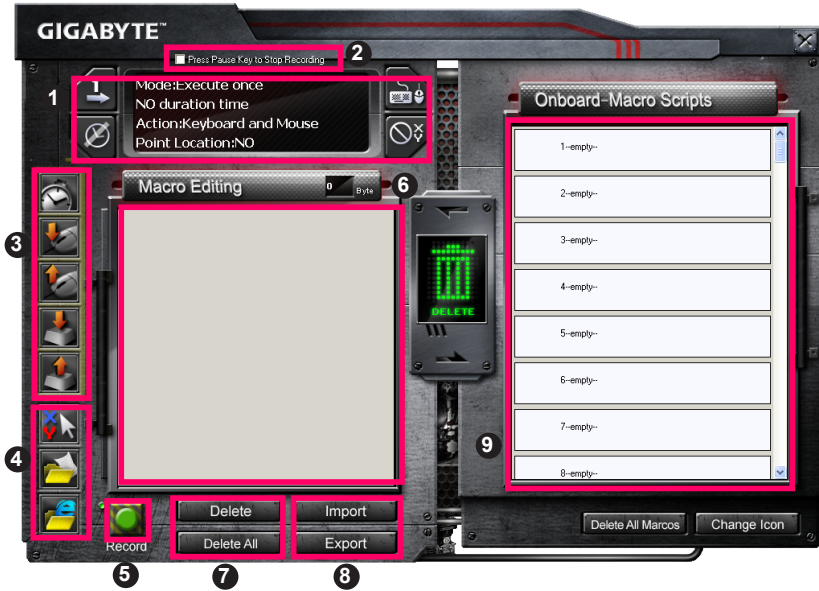 GIGABYTE™
Press Pause Key to Stop Recording
2
1
Mode:Execute once
NO duration time
Action:Keyboard and Mouse
Point Location:NO
1
X
Y
Onboard-Macro Scripts
1--empty--
2--empty--
3--empty--
4--empty--
5--empty--
6--empty--
7--empty--
8--empty--
9
Macro Editing
0 Byte
6
DELETE
3
X
Y
4
Record
5
Delete
Delete All
7
Import
Export
8
Delete All Marcos
Change Icon